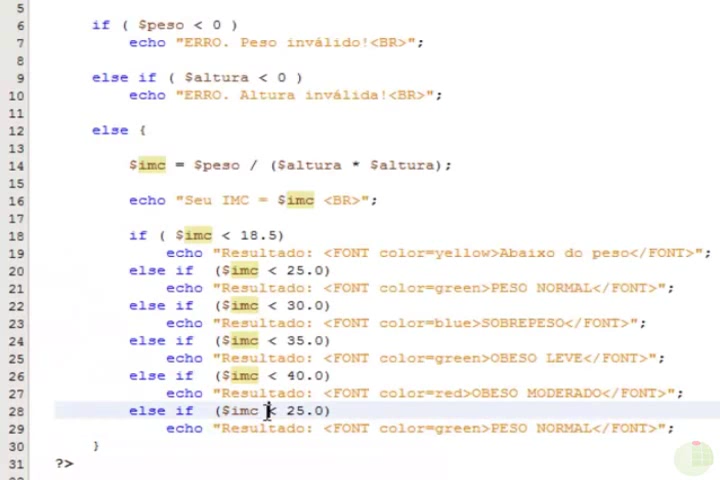 5
6 if ( $peso < 0 )
7 echo "ERRO. Peso inválido!<BR>";
8
9 else if ( $altura < 0 )
10 echo "ERRO. Altura inválida!<BR>";
11
12 else {
13
14 $imc = $peso / ($altura * $altura);
15
16 echo "Seu IMC = $imc <BR>";
17
18 if ( $imc < 18.5)
19 echo "Resultado: <FONT color=yellow>Abaixo do peso</FONT>";
20 else if ($imc < 25.0)
21 echo "Resultado: <FONT color=green>PESO NORMAL</FONT>";
22 else if ($imc < 30.0)
23 echo "Resultado: <FONT color=blue>SOBREPESO</FONT>";
24 else if ($imc < 35.0)
25 echo "Resultado: <FONT color=green>OBESO LEVE</FONT>";
26 else if ($imc < 40.0)
27 echo "Resultado: <FONT color=red>OBESO MODERADO</FONT>";
28 else if ($imc < 25.0)
29 echo "Resultado: <FONT color=green>PESO NORMAL</FONT>";
30 }
31 ?>